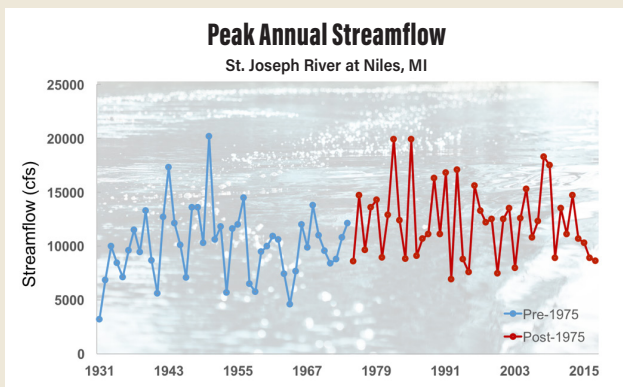 Peak Annual Streamflow
St. Joseph River at Niles, MI
Streamflow (cfs)
25000
20000
15000
10000
5000
0
Pre-1975
Post-1975
1931 1943 1955 1967 1979 1991 2003 2015